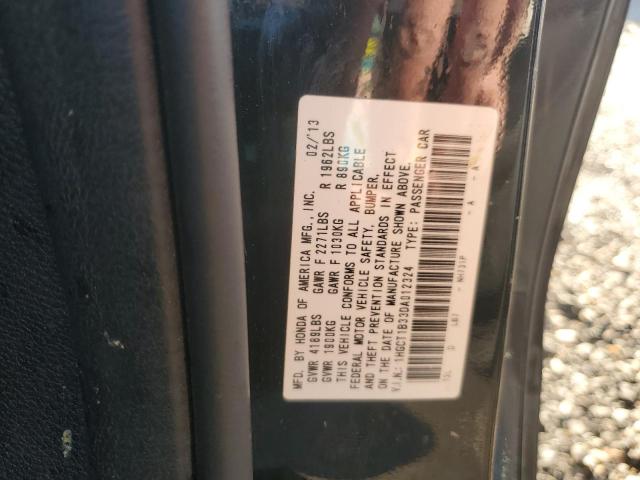 MFD. BY HONDA OF AMERICA MFG., INC. 02/'13
GVWR 4189LBS GAWR F 2271LBS R 1962LBS
GVWR 1900KG GAWR F 1030KG R 890KG
THIS VEHICLE CONFORMS TO ALL APPLICABLE
FEDERAL MOTOR VEHICLE SAFETY, BUMPER,
AND THEFT PREVENTION STANDARDS IN EFFECT
ON THE DATE OF MANUFACTURE SHOWN ABOVE.
V.I.N.: 1HGCT1B33DA012324 TYPE: PASSENGER CAR
- A - A
NH731P